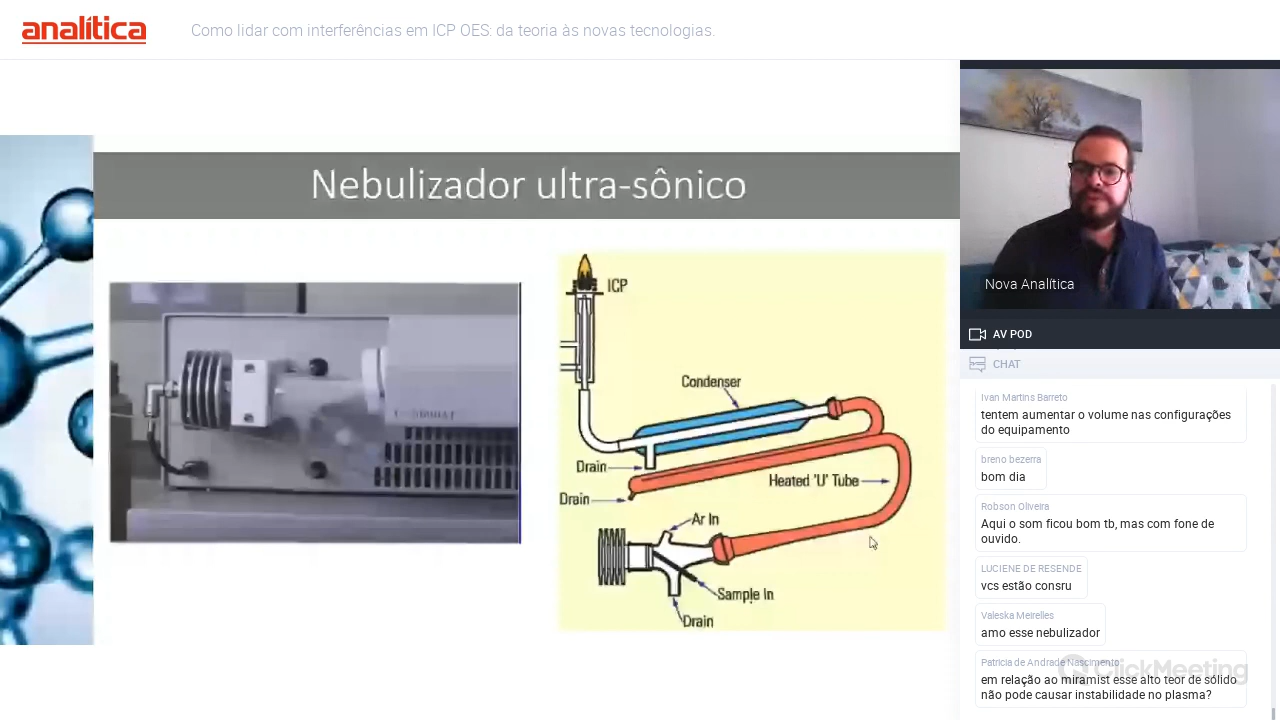 analítica
Como lidar com interferências em ICP OES: da teoria às novas tecnologias.
Nebulizador ultra-sônico
ICP
Condenser
Drain
Heated 'U' Tube
Drain
Ar In
Sample In
Drain
Nova Analítica
AV POD
CHAT
Ivan Martins Barreto
tentem aumentar o volume nas configurações
do equipamento
breno bezerra
bom dia
Robson Oliveira
Aqui o som ficou bom tb, mas com fone de
ouvido.
LUCIENE DE RESENDE
vcs estão consru
Valeska Meirelles
amo esse nebulizador
Patricia de Andrade Nascimento
em relação ao miramist esse alto teor de sólido
não pode causar instabilidade no plasma?
ClickMeeting